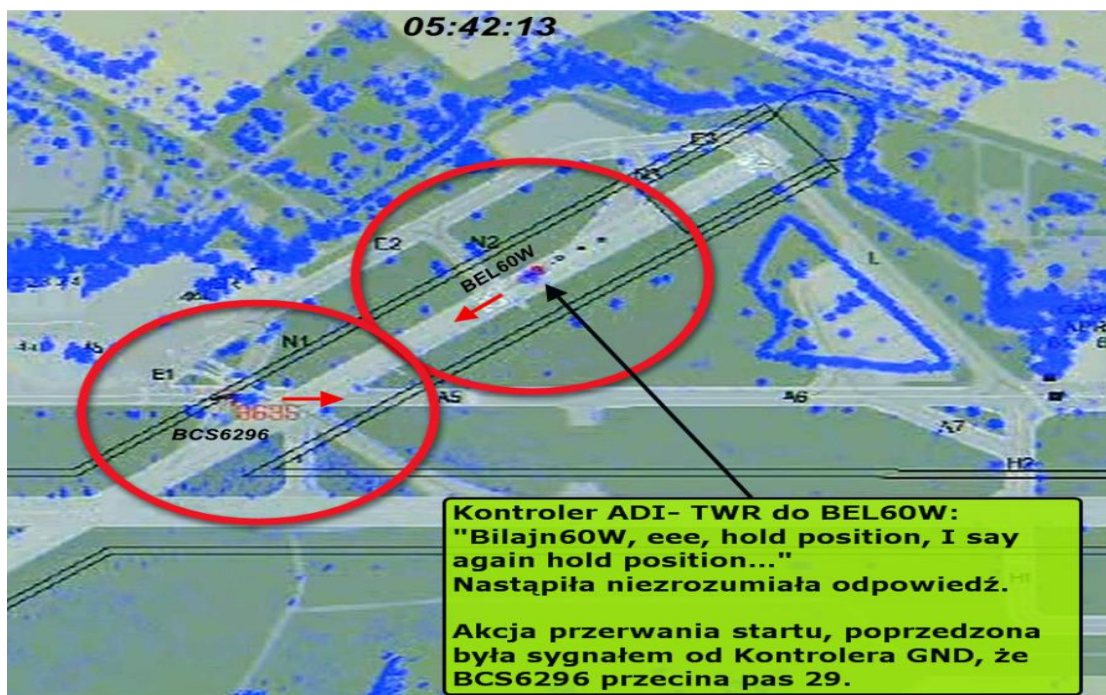 05:42:13
E3
E2
N2
BEL60W
L
N1
E1
A5
A6
BCS6296
A7
H2
H1
Kontroler ADI- TWR do BEL60W:
"Bilajn60W, eee, hold position, I say
again hold position..."
Nastąpiła niezrozumiała odpowiedź.
Akcja przerwania startu, poprzedzona
była sygnałem od Kontrolera GND, że
BCS6296 przecina pas 29.